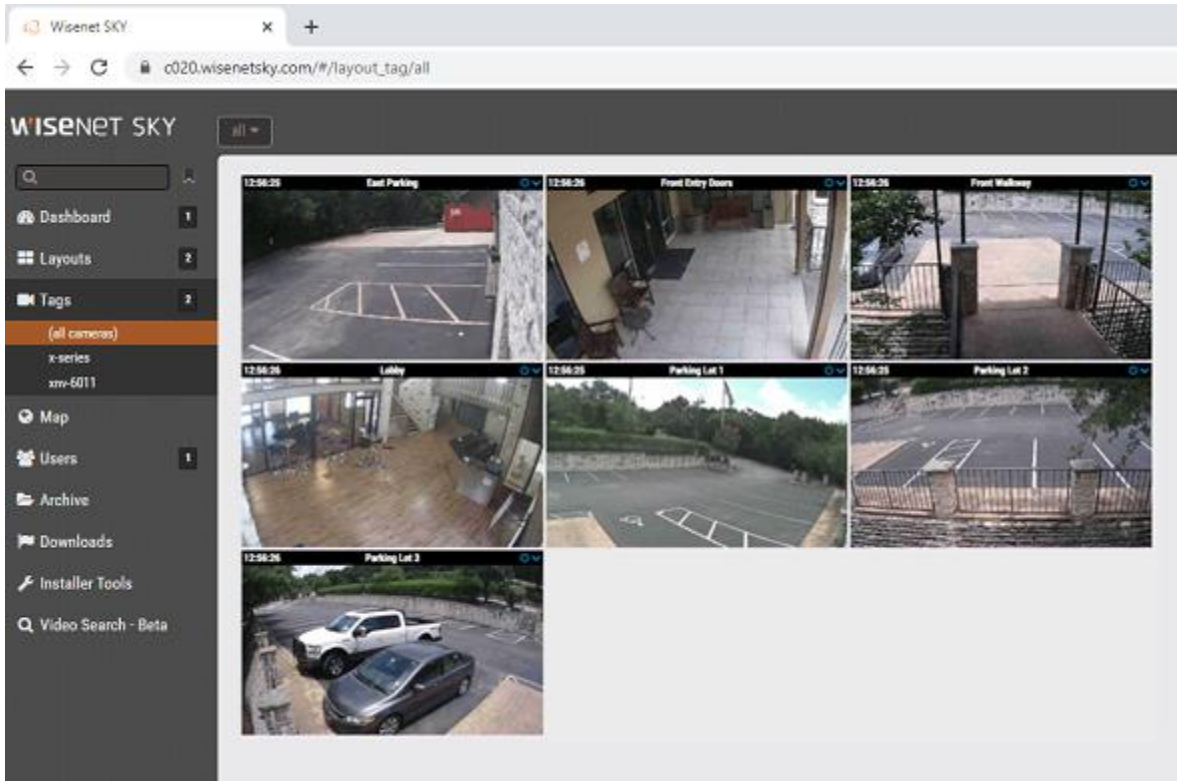 Wisenet SKY
c020.wisenetsky.com/#/layout_tag/all
WISENET SKY
all
Dashboard 1
Layouts 2
Tags 2
(all cameras)
x-series
xnv-6011
Map
Users 1
Archive
Downloads
Installer Tools
Video Search - Beta
12:56:25 East Parking
12:56:26 Front Entry Doors
12:56:26 Front Walkway
12:56:26 Lobby
12:56:25 Parking Lot 1
12:56:25 Parking Lot 2
12:56:26 Parking Lot 3